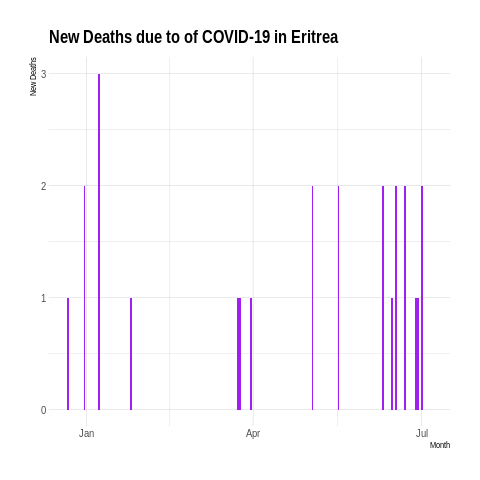 New Deaths due to of COVID-19 in Eritrea
New Deaths
3
2
1
0
Jan
Apr
Jul
Month